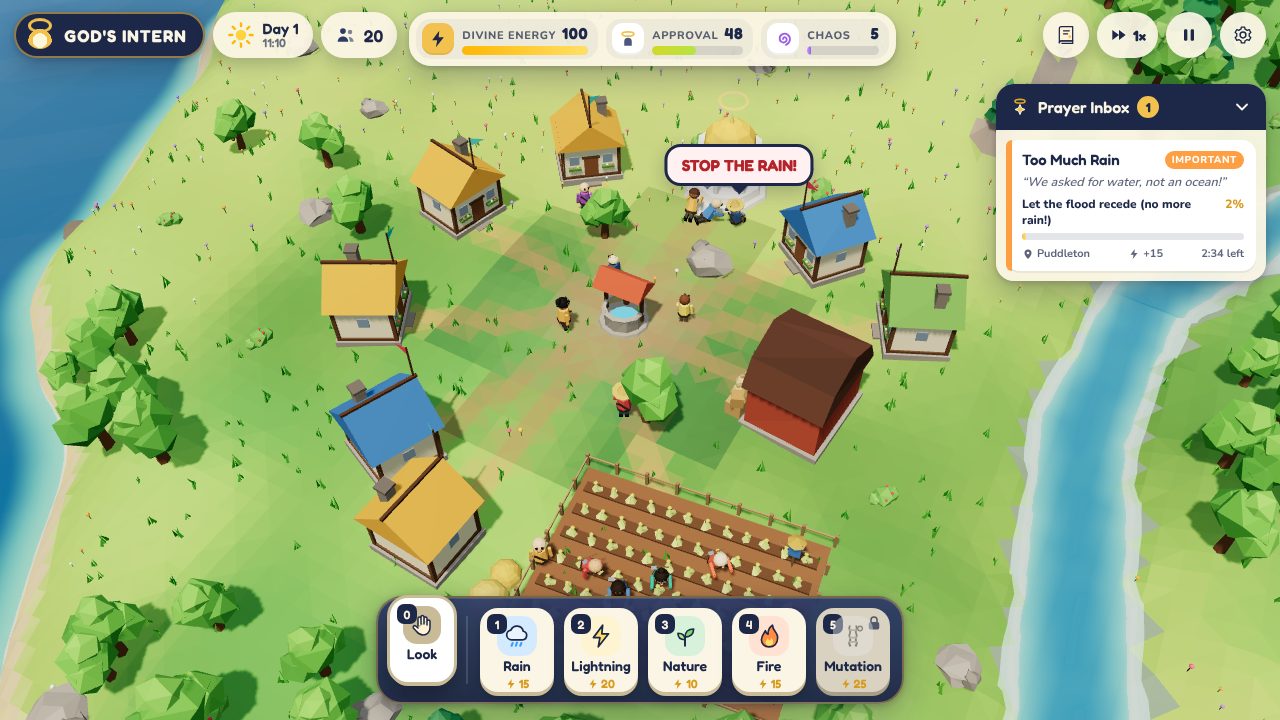 GOD'S INTERN
Day 1
11:10
20
DIVINE ENERGY 100
APPROVAL 48
CHAOS 5
1x
Prayer Inbox 1
STOP THE RAIN!
Too Much Rain IMPORTANT
“We asked for water, not an ocean!”
Let the flood recede (no more 2%
rain!)
Puddleton +15 2:34 left
0
Look
1
Rain
15
2
Lightning
20
3
Nature
10
4
Fire
15
5
Mutation
25